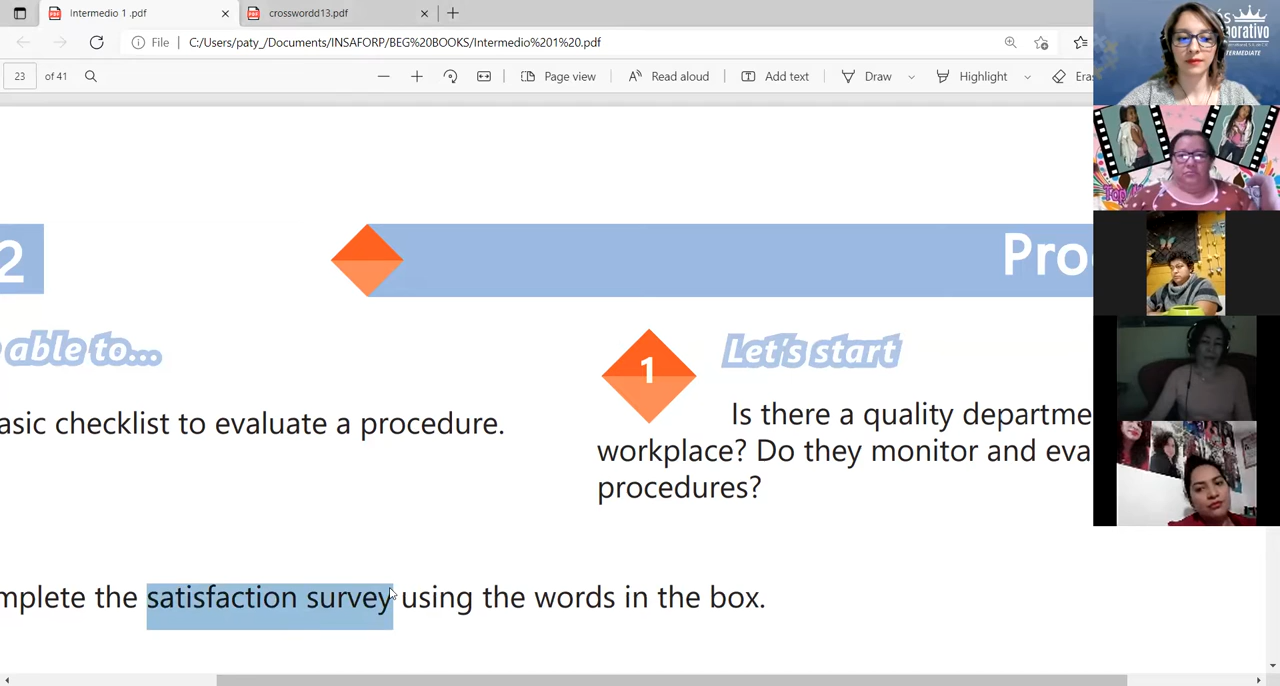 Intermedio 1 .pdf
crosswordd13.pdf
File
C:/Users/paty_/Documents/INSAFORP/BEG%20BOOKS/Intermedio%201%20.pdf
23 of 41
Page view
Read aloud
Add text
Draw
Highlight
Eras
2
Pro
able to...
1
Let's start
asic checklist to evaluate a procedure.
Is there a quality departme
workplace? Do they monitor and eva
procedures?
mplete the satisfaction survey using the words in the box.